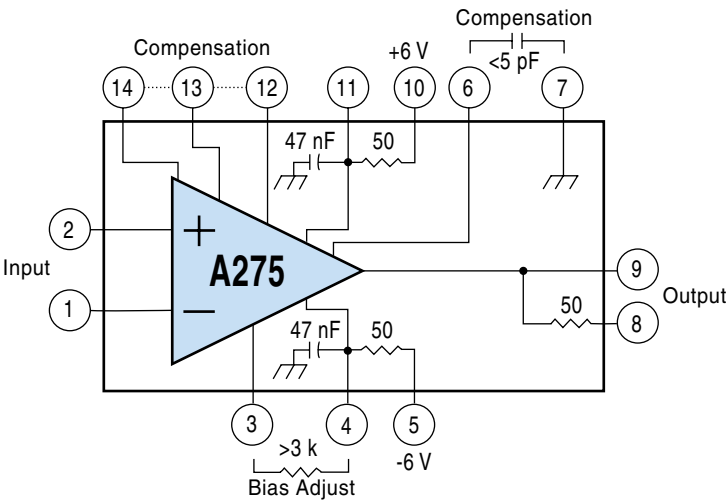 Compensation
Compensation
+6 V
<5 pF
14
13
12
11
10
6
7
47 nF
50
2
+
A275
Input
9
1
−
50
Output
8
47 nF
50
3
4
5
>3 k
-6 V
Bias Adjust